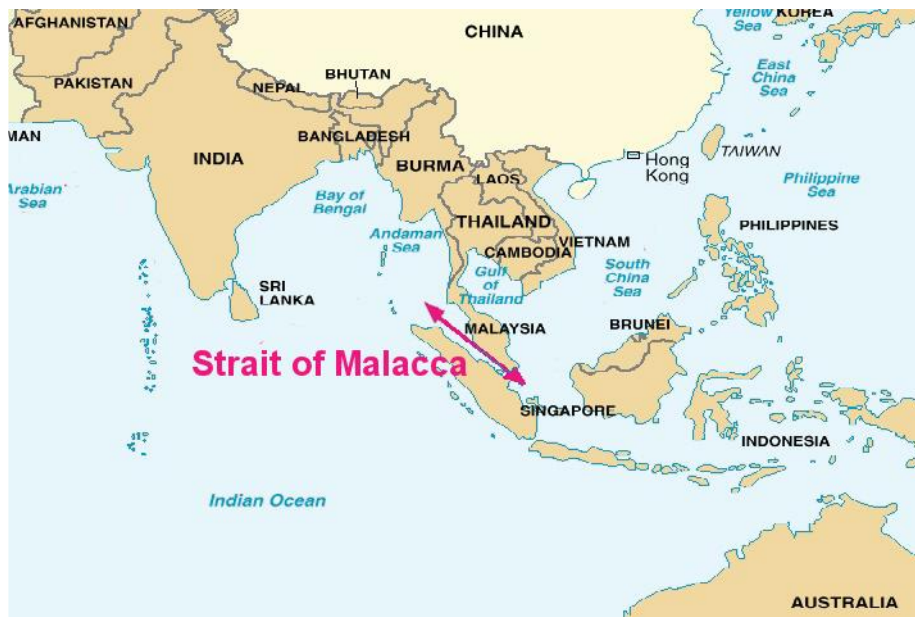 AFGHANISTAN
PAKISTAN
MAN
NEPAL
BHUTAN
BANGLADESH
INDIA
BURMA
CHINA
Yellow
Sea
KOREA
East
China
Sea
Hong
Kong
TAIWAN
Philippine
Sea
Arabian
Sea
Bay of
Bengal
Andaman
Sea
LAOS
THAILAND
CAMBODIA
VIETNAM
Gulf
of
Thailand
South
China
Sea
PHILIPPINES
SRI
LANKA
MALAYSIA
BRUNEI
Strait of Malacca
SINGAPORE
INDONESIA
Indian Ocean
AUSTRALIA